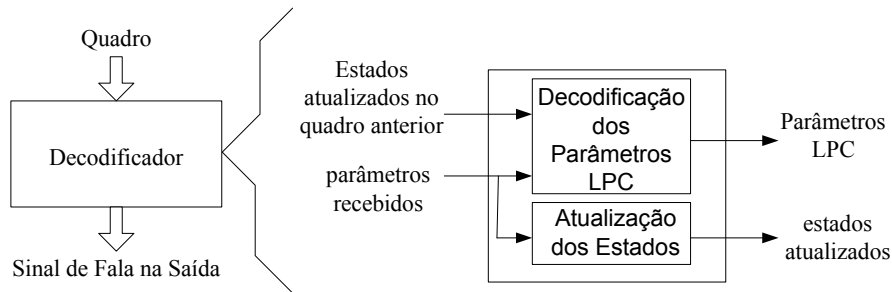 Quadro
Decodificador
Sinal de Fala na Saída
Estados
atualizados no
quadro anterior
parâmetros
recebidos
Decodificação
dos
Parâmetros
LPC
Atualização
dos Estados
Parâmetros
LPC
estados
atualizados